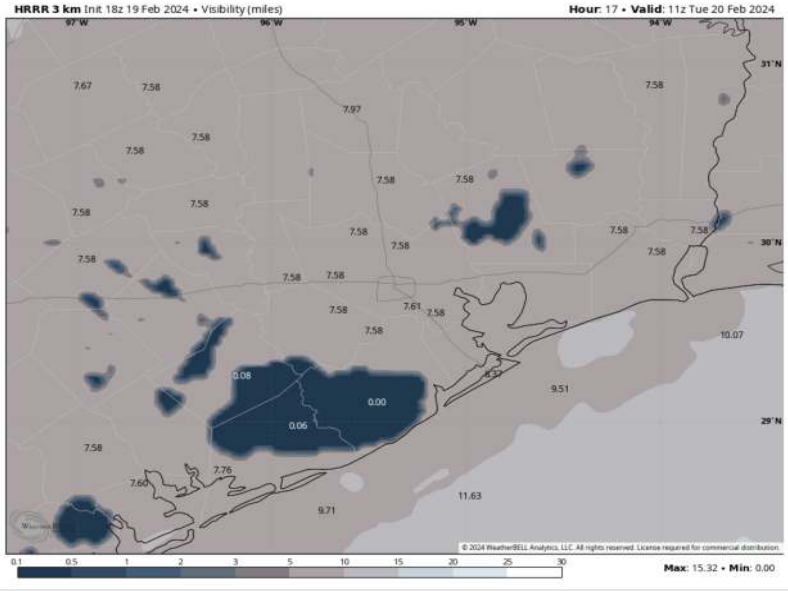 HRRR 3 km Init 18z 19 Feb 2024 • Visibility (miles) Hour: 17 • Valid: 11z Tue 20 Feb 2024
97°W 96°W 95°W 94°W
31°N
7.67 7.58 7.58
7.97
7.58 7.58
7.58 7.58
7.58 7.58
7.58 7.58 7.58 7.58
7.58 7.58
30°N
7.58
7.58 7.58
7.58 7.61 7.58
7.58
10.07
0.08 8.37
9.51
0.00
0.06 29°N
7.58
7.76
7.60
11.63
9.71
© 2024 WeatherBELL Analytics, LLC. All rights reserved. License required for commercial distribution.
0.1 0.5 1 2 3 5 10 15 20 25 30
Max: 15.32 • Min: 0.00